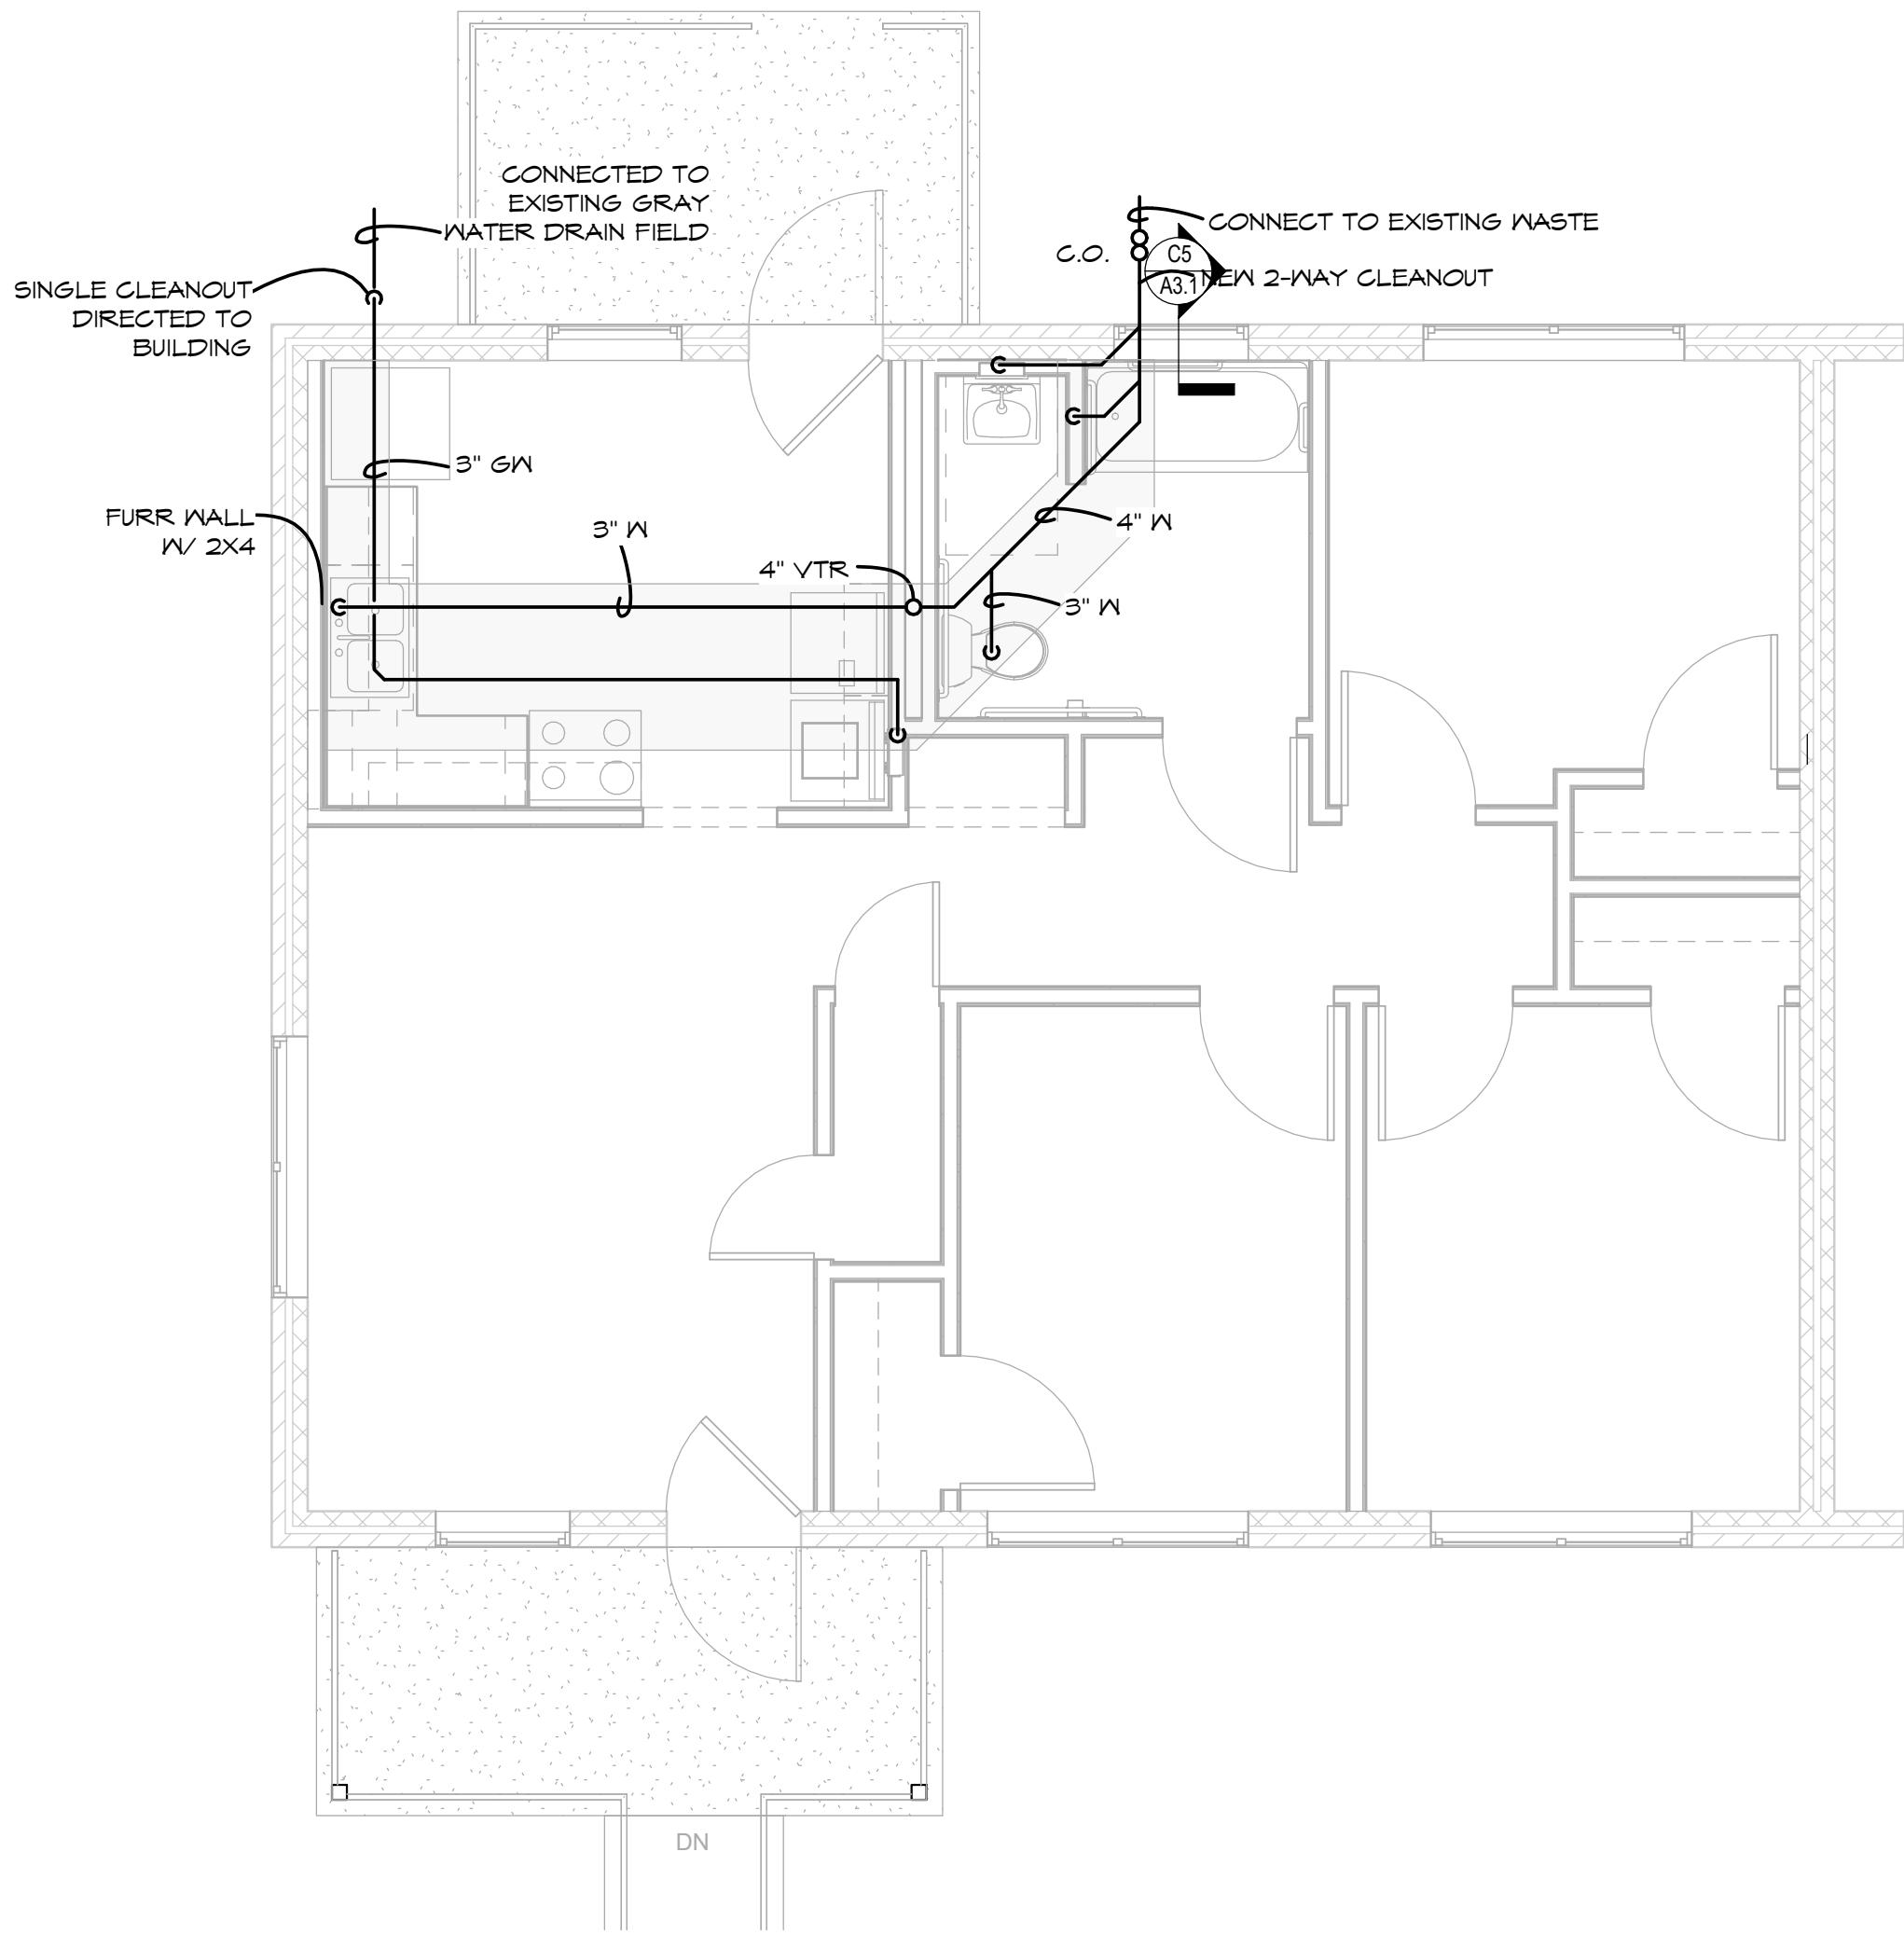 CONNECTED TO
EXISTING GRAY
WATER DRAIN FIELD
CONNECT TO EXISTING WASTE
C.O.
C5
A3.1
NEW 2-WAY CLEANOUT
SINGLE CLEANOUT
DIRECTED TO
BUILDING
3" GW
FURR WALL
W/ 2X4
3" W
4" W
4" VTR
3" W
DN